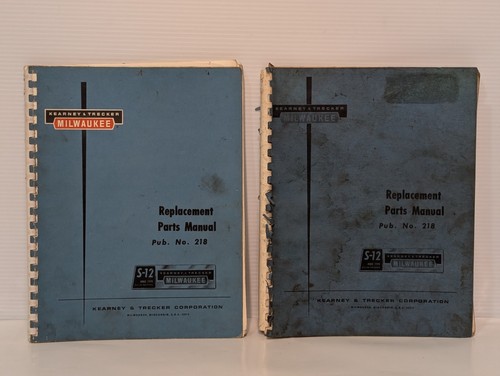 KEARNEY & TRECKER
MILWAUKEE
Replacement
Parts Manual
Pub. No. 218
S-12
KEARNEY & TRECKER
MILWAUKEE
KEARNEY & TRECKER CORPORATION
KEARNEY & TRECKER
MILWAUKEE
Replacement
Parts Manual
Pub. No. 218
S-12
KEARNEY & TRECKER
MILWAUKEE
KEARNEY & TRECKER CORPORATION